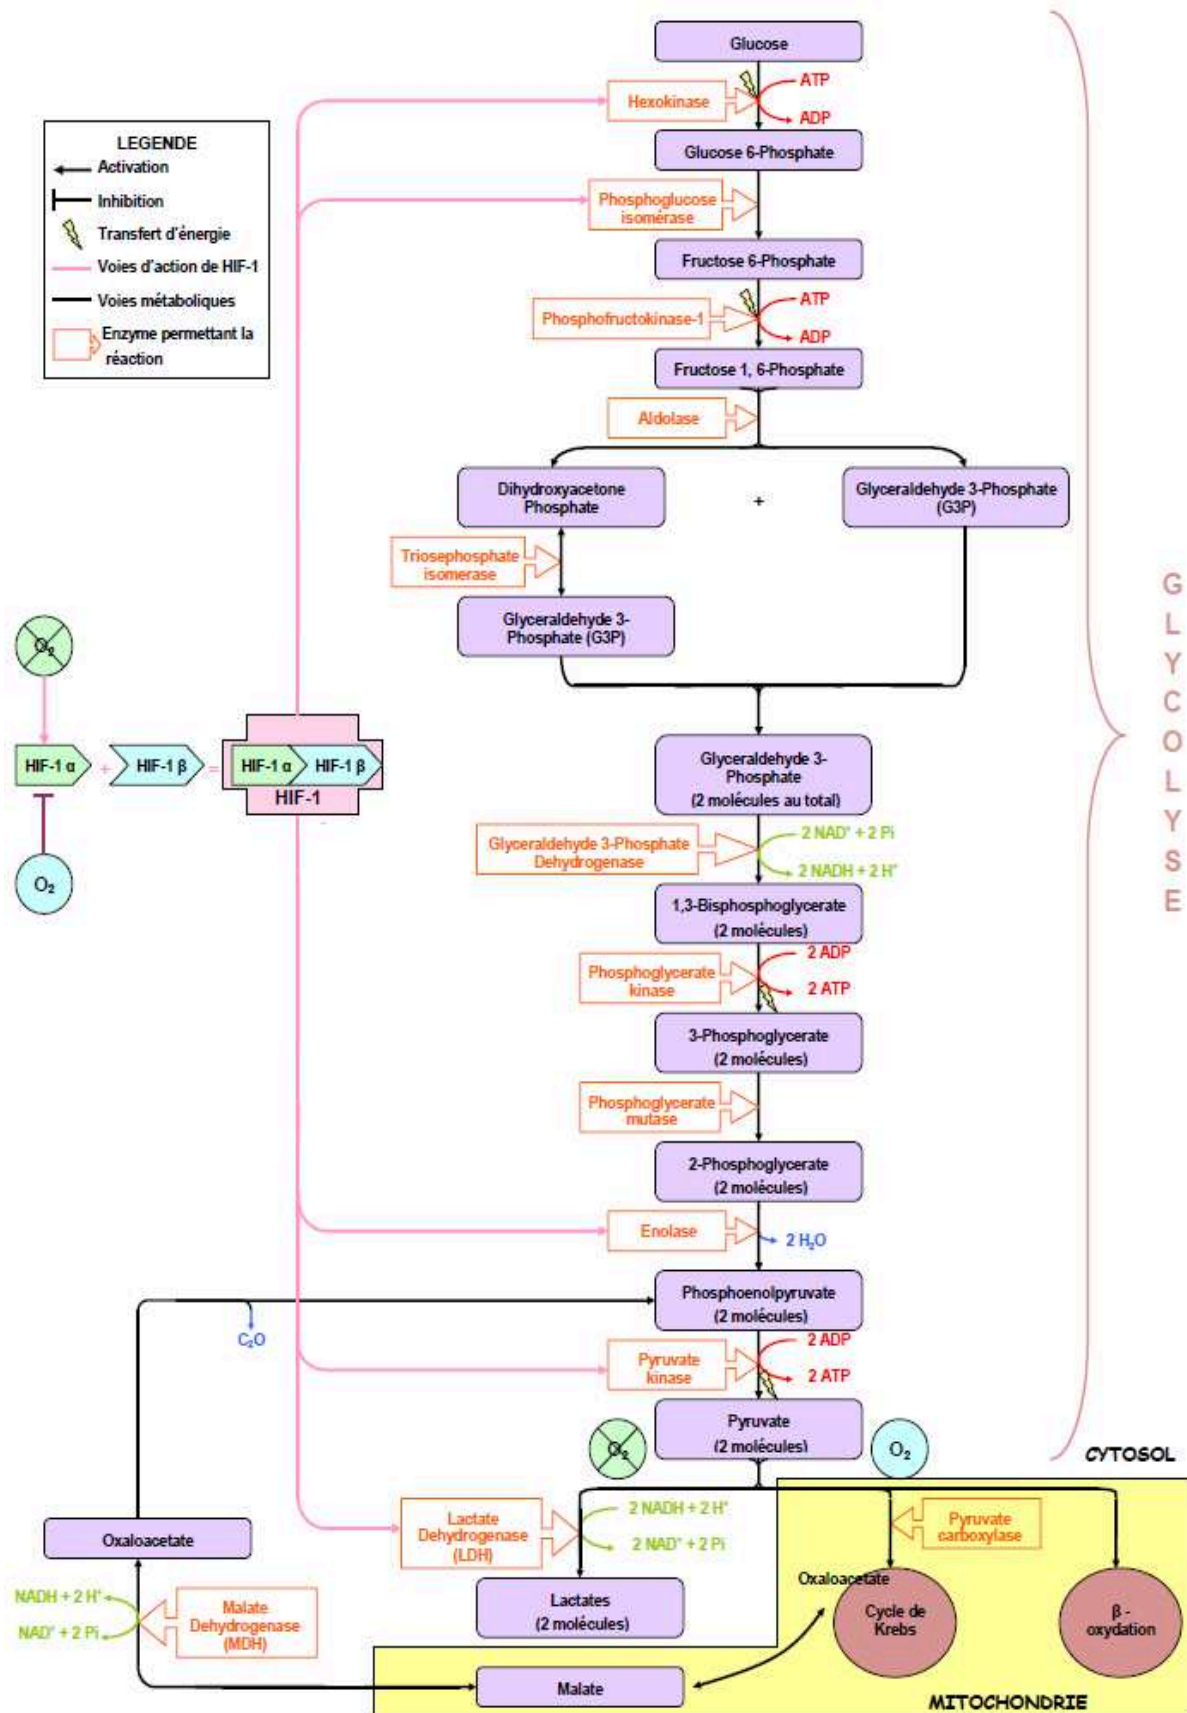 Glucose
ATP
Hexokinase
ADP
Glucose 6-Phosphate
LEGENDE
Activation
Inhibition
Transfert d'énergie
Voies d'action de HIF-1
Voies métaboliques
Enzyme permettant la
réaction
Phosphoglucose
isomérase
Fructose 6-Phosphate
ATP
Phosphofructokinase-1
ADP
Fructose 1, 6-Phosphate
Aldolase
Dihydroxyacetone
Phosphate
+
Glyceraldehyde 3-Phosphate
(G3P)
Triosephosphate
isomerase
Glyceraldehyde 3-
Phosphate (G3P)
GLYCOLYSE
O₂
HIF-1 α + HIF-1 β = HIF-1 α HIF-1 β
HIF-1
O₂
Glyceraldehyde 3-
Phosphate
(2 molécules au total)
Glyceraldehyde 3-Phosphate
Dehydrogenase
2 NAD⁺ + 2 Pi
2 NADH + 2 H⁺
1,3-Bisphosphoglycerate
(2 molécules)
2 ADP
Phosphoglycerate
kinase
2 ATP
3-Phosphoglycerate
(2 molécules)
Phosphoglycerate
mutase
2-Phosphoglycerate
(2 molécules)
Enolase
2 H₂O
Phosphoenolpyruvate
(2 molécules)
C₂O
2 ADP
Pyruvate
kinase
2 ATP
Pyruvate
(2 molécules)
O₂
O₂
CYTOSOL
Lactate
Dehydrogenase
(LDH)
2 NADH + 2 H⁺
2 NAD⁺ + 2 Pi
Pyruvate
carboxylase
Oxaloacetate
Lactates
(2 molécules)
Oxaloacetate
Cycle de
Krebs
β -
oxydation
NADH + 2 H⁺
NAD⁺ + 2 Pi
Malate
Dehydrogenase
(MDH)
Malate
MITOCHONDRIE